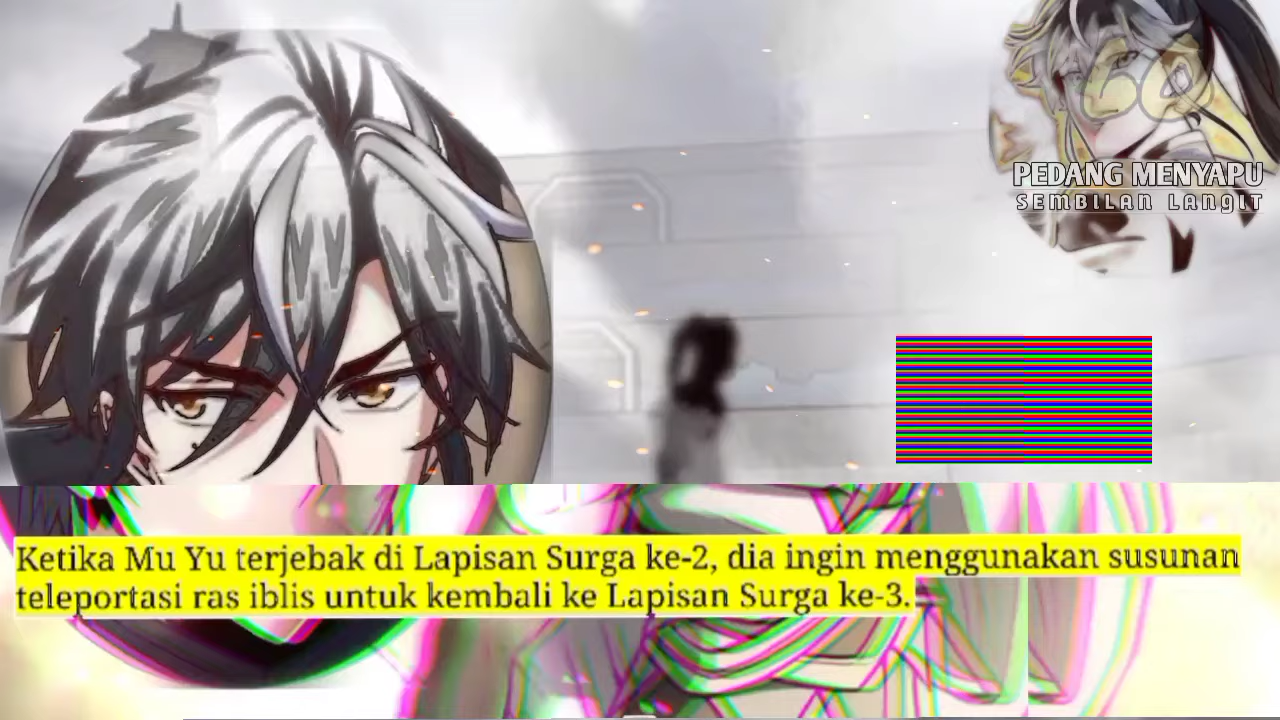 PEDANG MENYAPU
SEMBILAN LANGIT
Ketika Mu Yu terjebak di Lapisan Surga ke-2, dia ingin menggunakan susunan
teleportasi ras iblis untuk kembali ke Lapisan Surga ke-3.